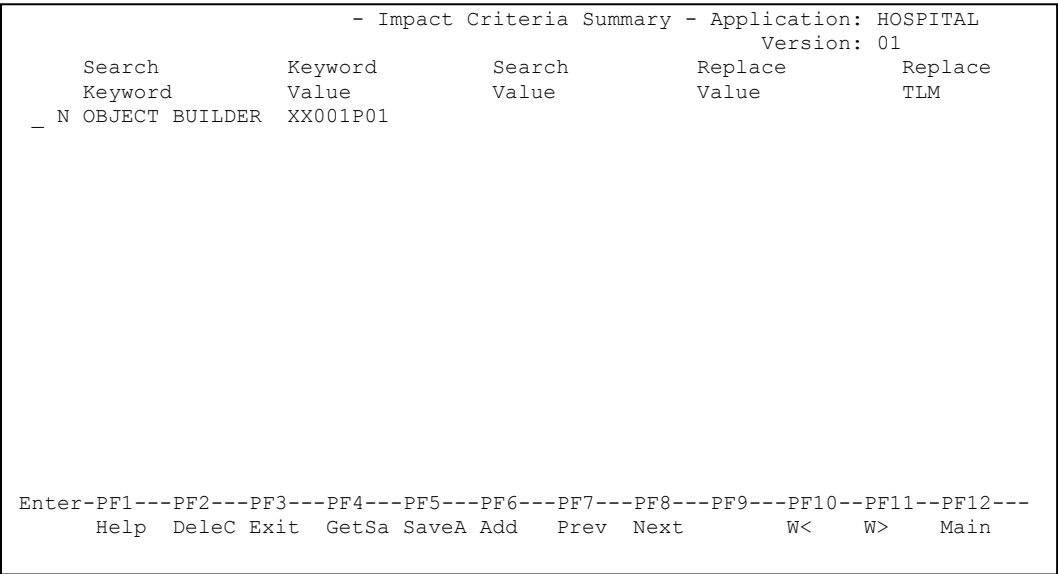 - Impact Criteria Summary - Application: HOSPITAL
Version: 01
Search Keyword Search Replace Replace
Keyword Value Value Value TLM
_ N OBJECT BUILDER XX001P01
Enter-PF1---PF2---PF3---PF4---PF5---PF6---PF7---PF8---PF9---PF10--PF11--PF12---
Help DeleC Exit GetSa SaveA Add Prev Next W< W> Main